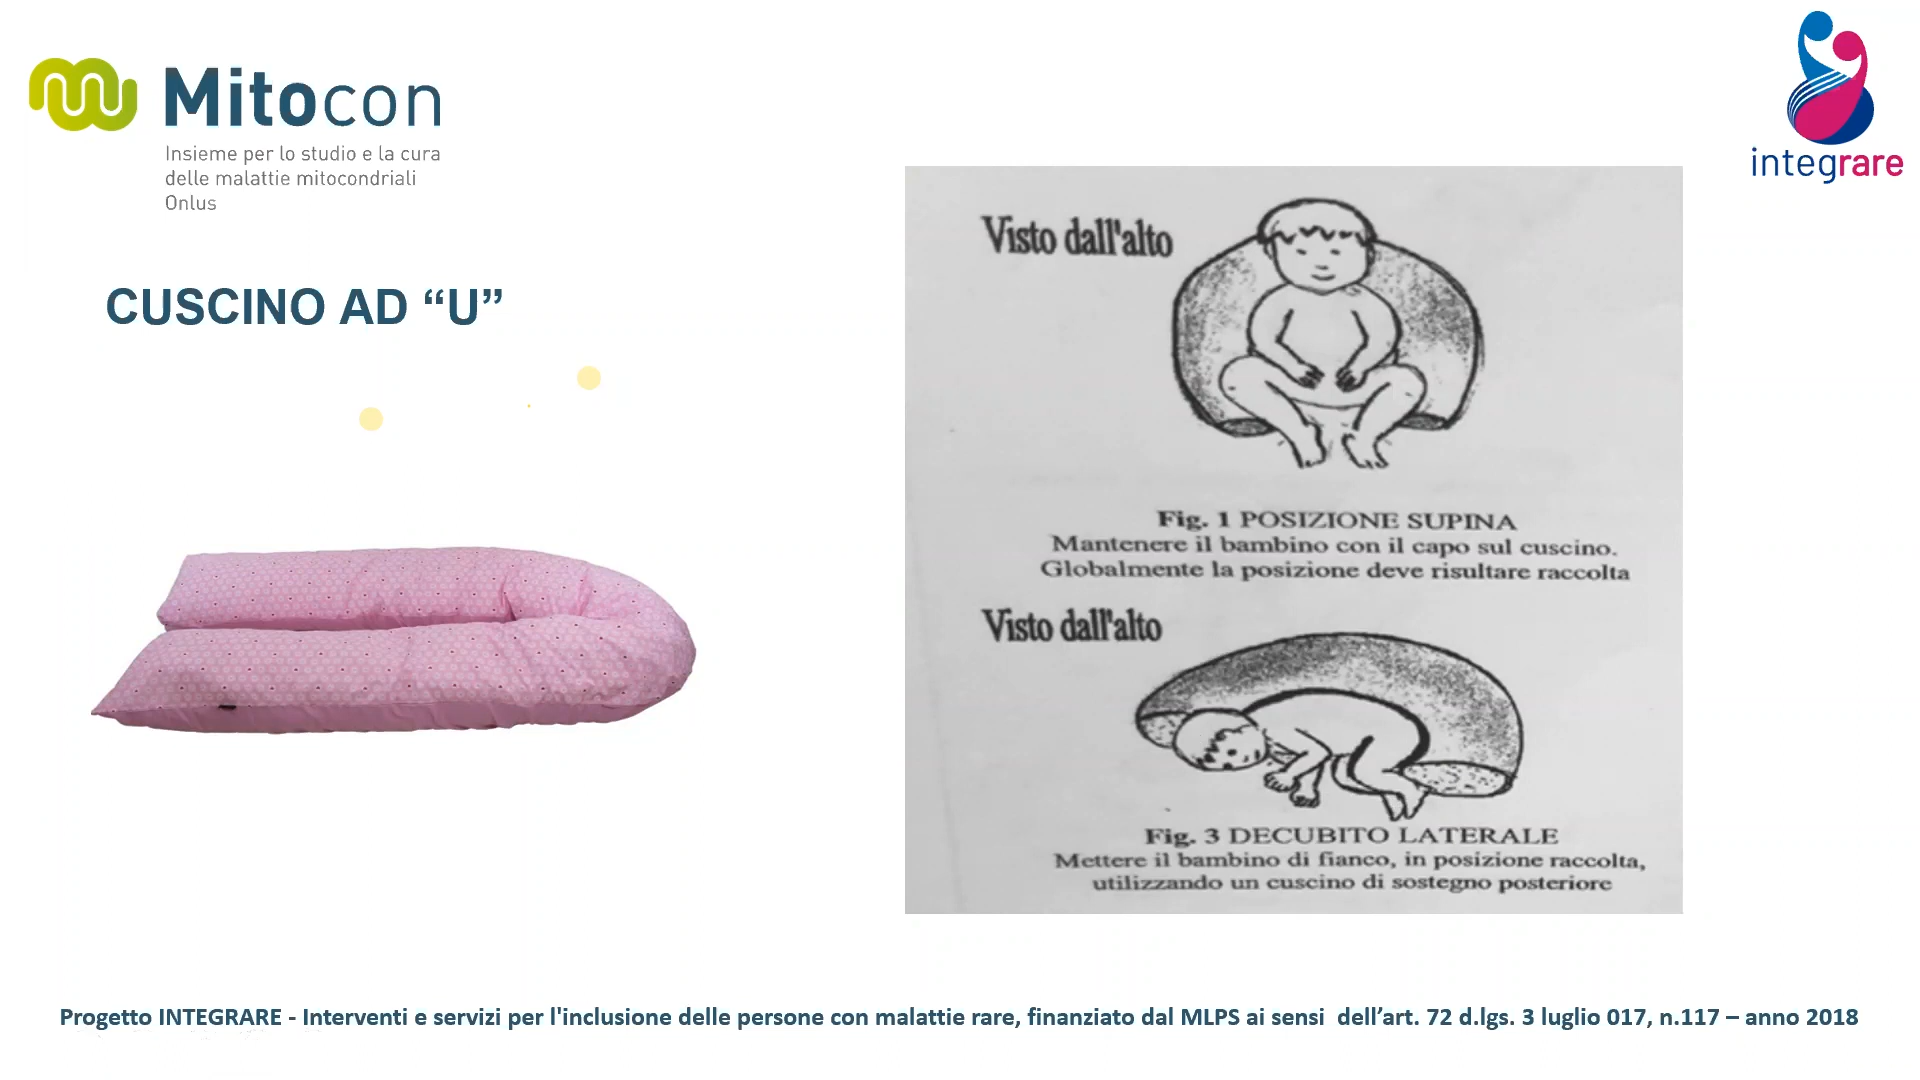 Mitocon
Insieme per lo studio e la cura
delle malattie mitocondriali
Onlus
integrare
CUSCINO AD “U”
Visto dall'alto
Fig. 1 POSIZIONE SUPINA
Mantenere il bambino con il capo sul cuscino.
Globalmente la posizione deve risultare raccolta
Visto dall'alto
Fig. 3 DECUBITO LATERALE
Mettere il bambino di fianco, in posizione raccolta,
utilizzando un cuscino di sostegno posteriore
Progetto INTEGRARE - Interventi e servizi per l'inclusione delle persone con malattie rare, finanziato dal MLPS ai sensi dell’art. 72 d.lgs. 3 luglio 017, n.117 – anno 2018